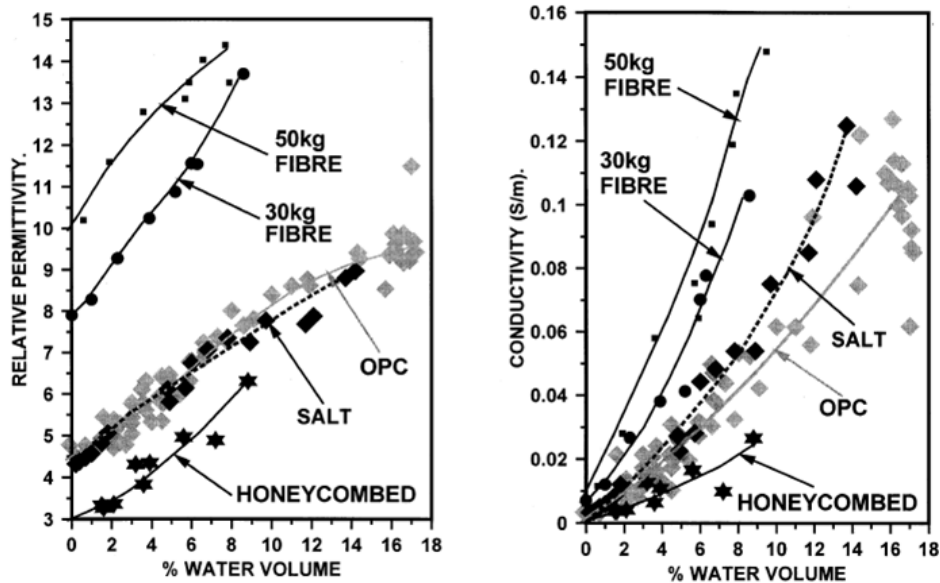 15
14
13
12
11
10
9
8
7
6
5
4
3
0 2 4 6 8 10 12 14 16 18
RELATIVE PERMITTIVITY.
% WATER VOLUME
50kg
FIBRE
30kg
FIBRE
OPC
SALT
HONEYCOMBED
0.16
0.14
0.12
0.1
0.08
0.06
0.04
0.02
0
0 2 4 6 8 10 12 14 16 18
CONDUCTIVITY (S/m).
% WATER VOLUME
50kg
FIBRE
30kg
FIBRE
SALT
OPC
HONEYCOMBED